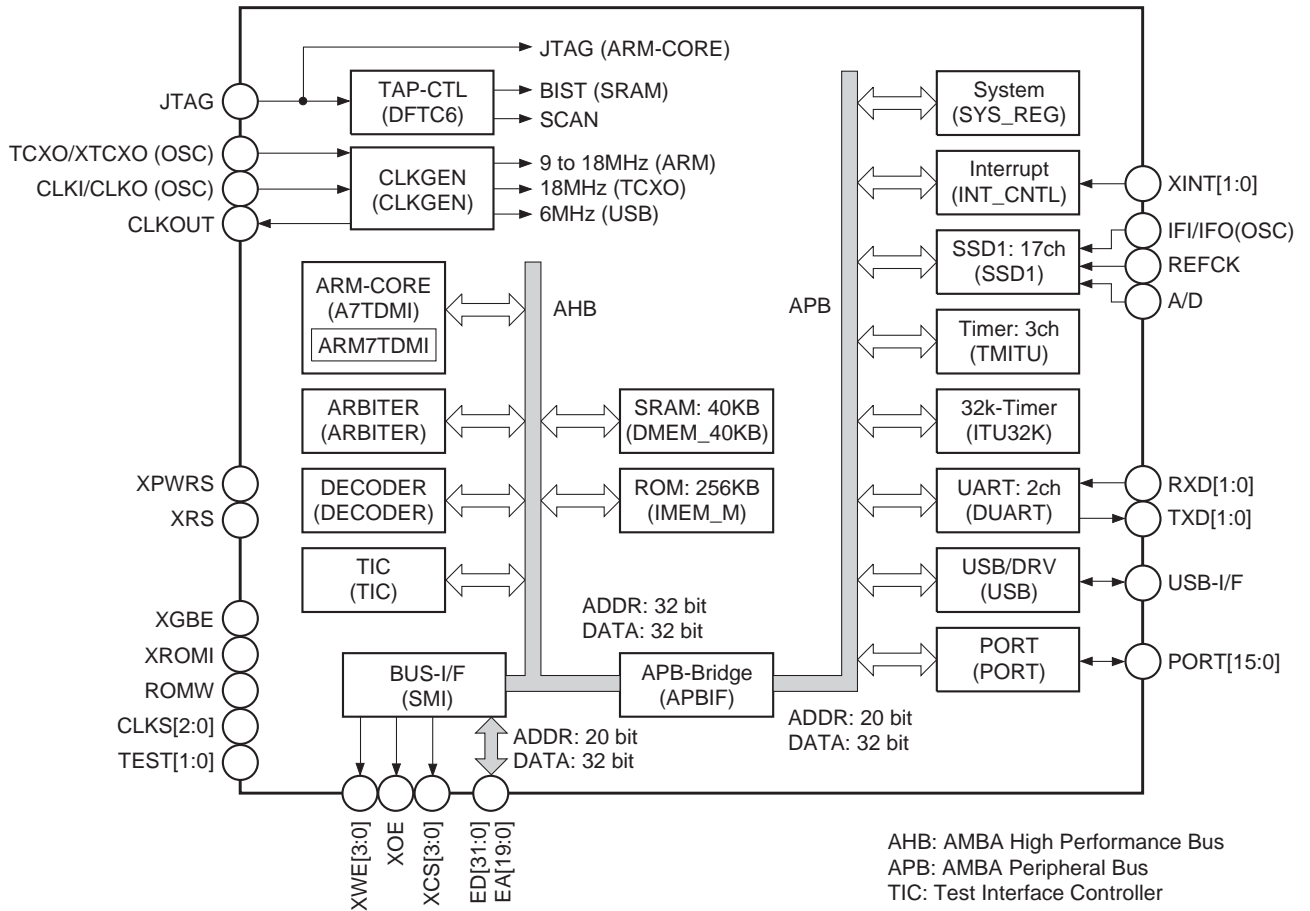 JTAG (ARM-CORE)
JTAG
TAP-CTL
(DFTC6)
BIST (SRAM)
SCAN
TCXO/XTCXO (OSC)
CLKI/CLKO (OSC)
CLKOUT
CLKGEN
(CLKGEN)
9 to 18MHz (ARM)
18MHz (TCXO)
6MHz (USB)
ARM-CORE
(A7TDMI)
ARM7TDMI
AHB
ARBITER
(ARBITER)
SRAM: 40KB
(DMEM_40KB)
XPWRS
XRS
DECODER
(DECODER)
ROM: 256KB
(IMEM_M)
TIC
(TIC)
ADDR: 32 bit
DATA: 32 bit
XGBE
XROMI
ROMW
CLKS[2:0]
TEST[1:0]
BUS-I/F
(SMI)
APB-Bridge
(APBIF)
ADDR: 20 bit
DATA: 32 bit
XWE[3:0]
XOE
XCS[3:0]
ED[31:0]
EA[19:0]
APB
System
(SYS_REG)
Interrupt
(INT_CNTL)
XINT[1:0]
SSD1: 17ch
(SSD1)
IFI/IFO(OSC)
REFCK
A/D
Timer: 3ch
(TMITU)
32k-Timer
(ITU32K)
UART: 2ch
(DUART)
RXD[1:0]
TXD[1:0]
USB/DRV
(USB)
USB-I/F
PORT
(PORT)
PORT[15:0]
ADDR: 20 bit
DATA: 32 bit
AHB: AMBA High Performance Bus
APB: AMBA Peripheral Bus
TIC: Test Interface Controller